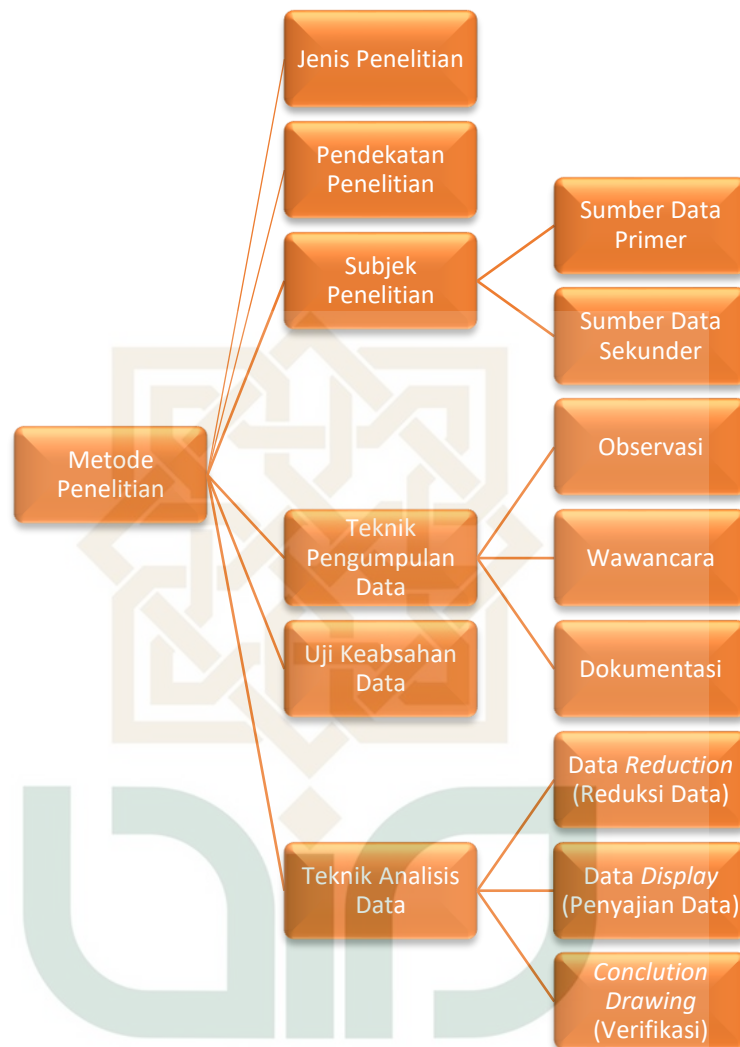 Metode
Penelitian
Jenis Penelitian
Pendekatan
Penelitian
Subjek
Penelitian
Sumber Data
Primer
Sumber Data
Sekunder
Teknik
Pengumpulan
Data
Observasi
Wawancara
Dokumentasi
Uji Keabsahan
Data
Teknik Analisis
Data
Data Reduction
(Reduksi Data)
Data Display
(Penyajian Data)
Conclution
Drawing
(Verifikasi)